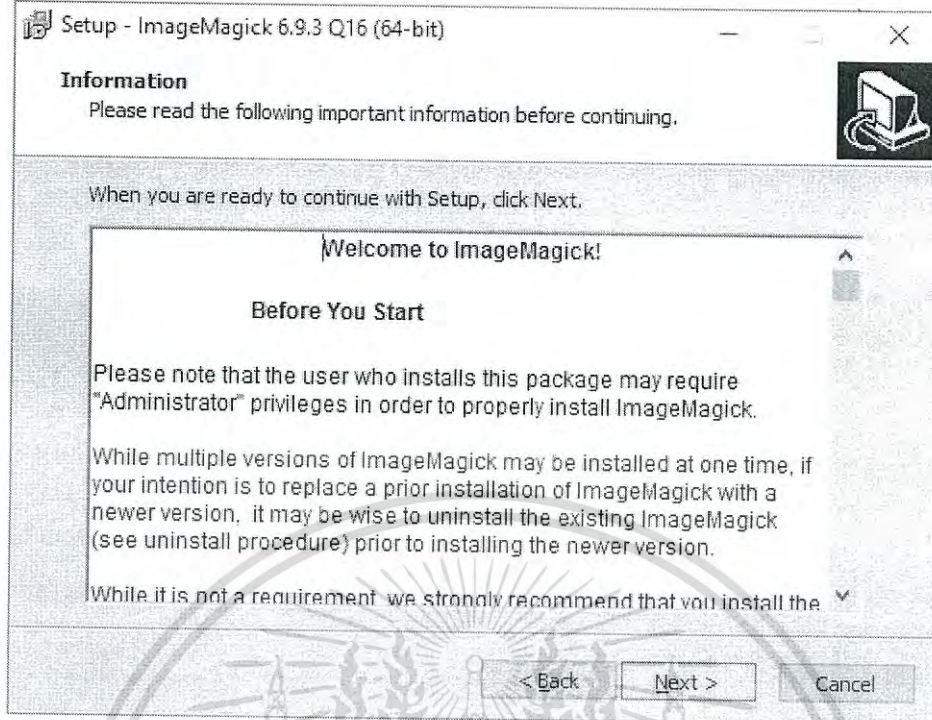 Setup - ImageMagick 6.9.3 Q16 (64-bit)
Information
Please read the following important information before continuing.
When you are ready to continue with Setup, click Next.
Welcome to ImageMagick!
Before You Start
Please note that the user who installs this package may require
"Administrator" privileges in order to properly install ImageMagick.
While multiple versions of ImageMagick may be installed at one time, if
your intention is to replace a prior installation of ImageMagick with a
newer version, it may be wise to uninstall the existing ImageMagick
(see uninstall procedure) prior to installing the newer version.
While it is not a requirement, we strongly recommend that you install the
< Back
Next >
Cancel